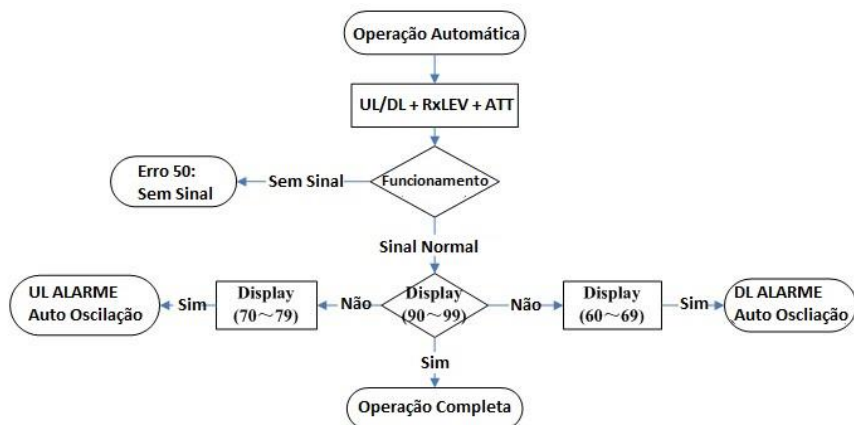 Operação Automática
UL/DL + RxLEV + ATT
Funcionamento
Sem Sinal
Erro 50:
Sem Sinal
Sinal Normal
UL ALARME
Auto Oscilação
Sim
Display
(70～79)
Não
Display
(90～99)
Não
Display
(60～69)
Sim
DL ALARME
Auto Oscliação
Sim
Operação Completa